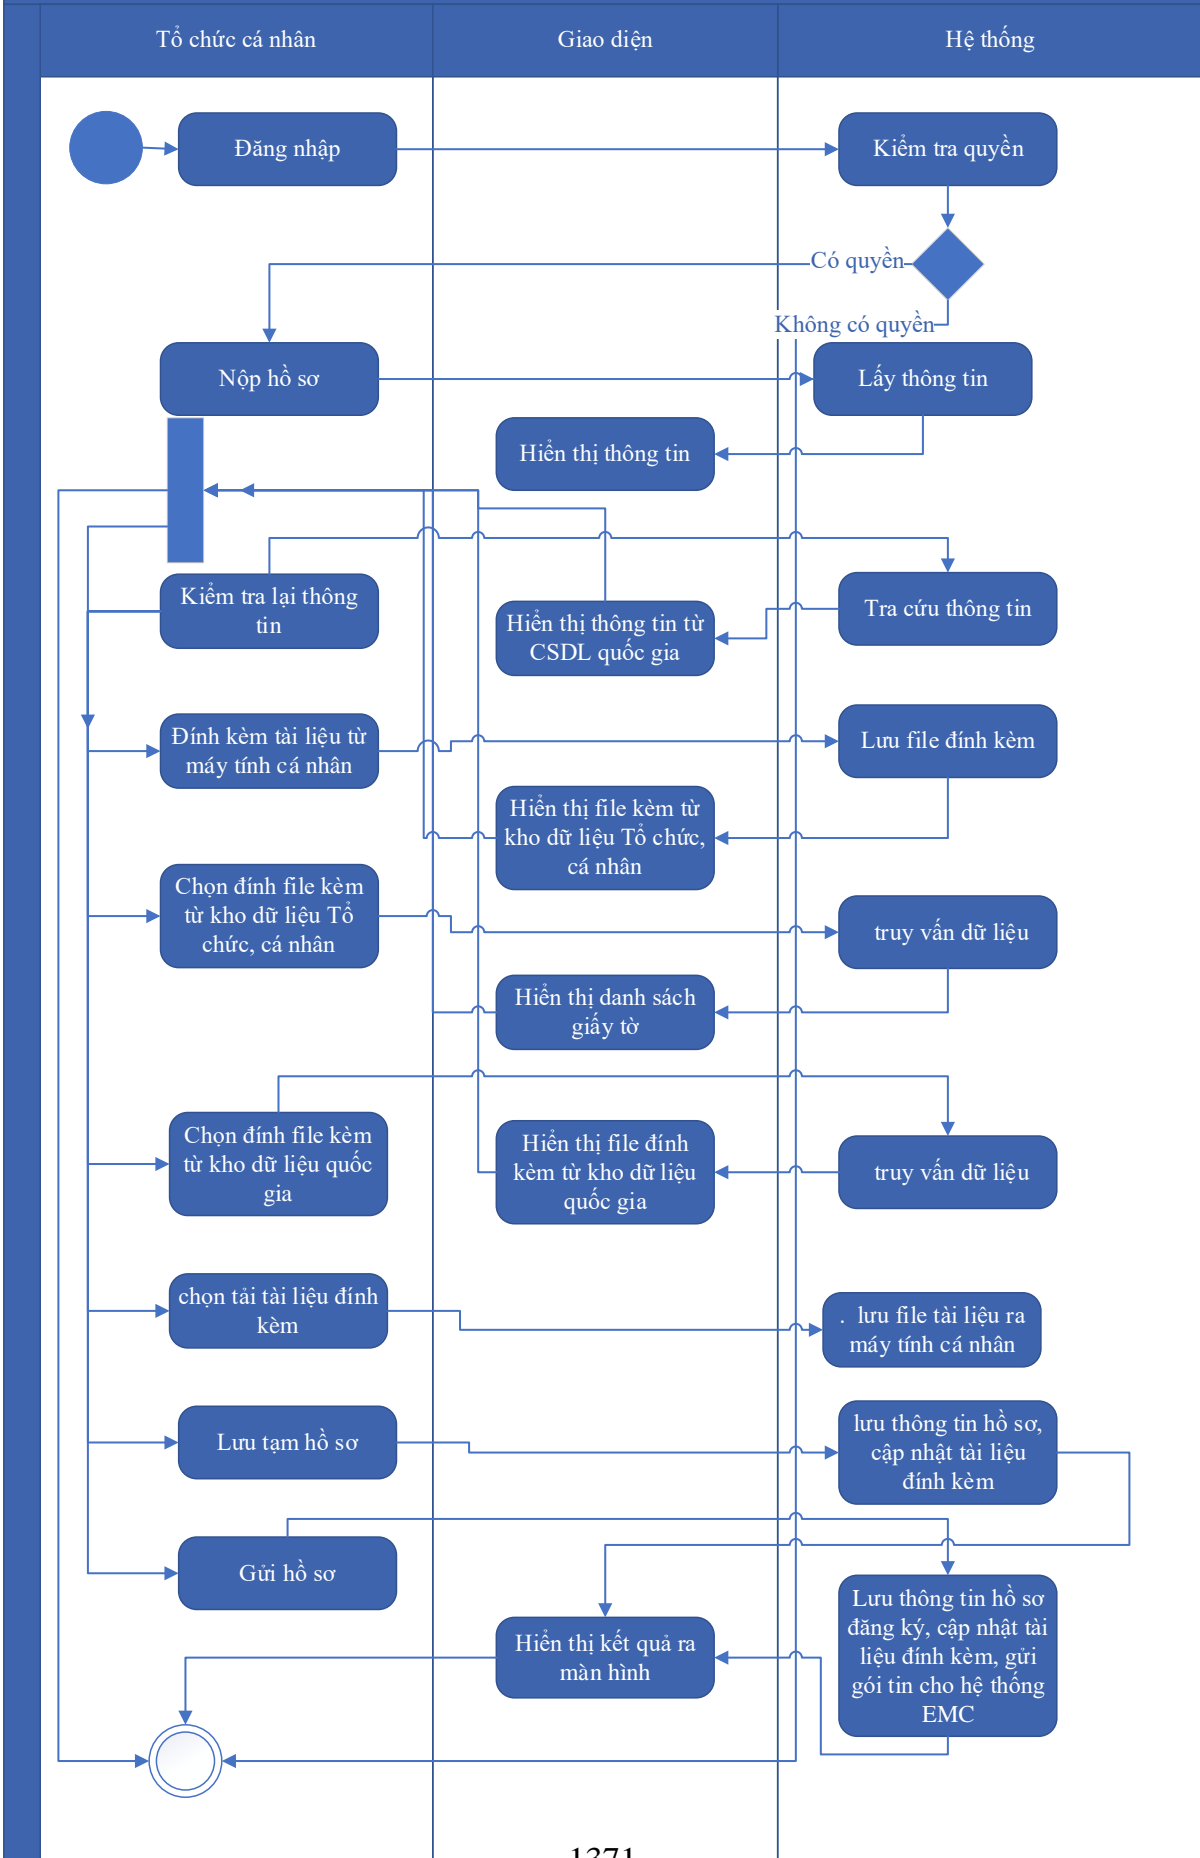 Tổ chức cá nhân
Giao diện
Hệ thống
Đăng nhập
Kiểm tra quyền
Có quyền
Không có quyền
Nộp hồ sơ
Lấy thông tin
Hiển thị thông tin
Kiểm tra lại thông
tin
Hiển thị thông tin từ
CSDL quốc gia
Tra cứu thông tin
Đính kèm tài liệu từ
máy tính cá nhân
Lưu file đính kèm
Hiển thị file kèm từ
kho dữ liệu Tổ chức,
cá nhân
Chọn đính file kèm
từ kho dữ liệu Tổ
chức, cá nhân
truy vấn dữ liệu
Hiển thị danh sách
giấy tờ
Chọn đính file kèm
từ kho dữ liệu quốc
gia
Hiển thị file đính
kèm từ kho dữ liệu
quốc gia
truy vấn dữ liệu
chọn tải tài liệu đính
kèm
. lưu file tài liệu ra
máy tính cá nhân
Lưu tạm hồ sơ
lưu thông tin hồ sơ,
cập nhật tài liệu
đính kèm
Gửi hồ sơ
Lưu thông tin hồ sơ
đăng ký, cập nhật tài
liệu đính kèm, gửi
gói tin cho hệ thống
EMC
Hiển thị kết quả ra
màn hình
1371